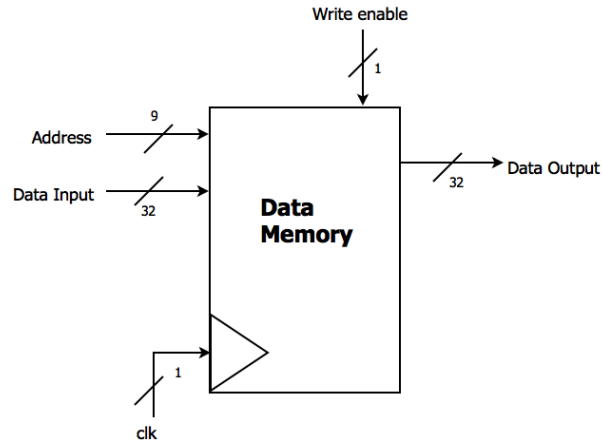 Write enable
1
9
Address
Data Input
32
32
Data Output
Data
Memory
1
clk